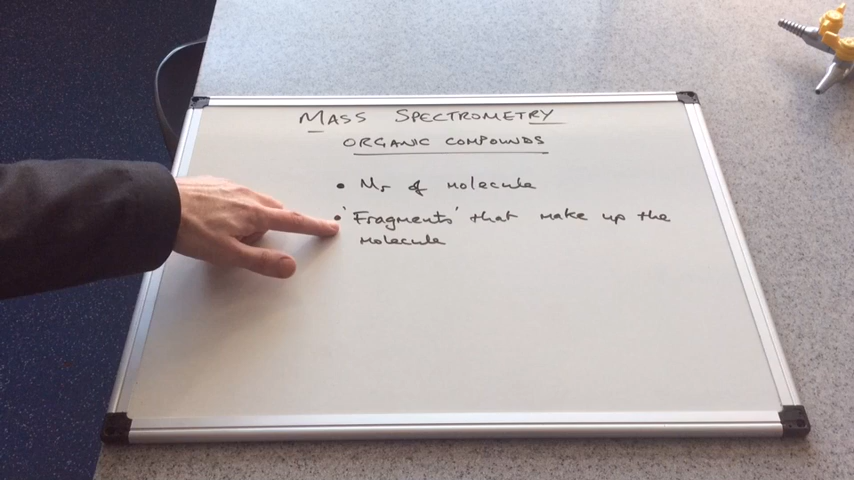 MASS SPECTROMETRY
ORGANIC COMPOUNDS
• Mr of molecule
• 'Fragments' that make up the
molecule